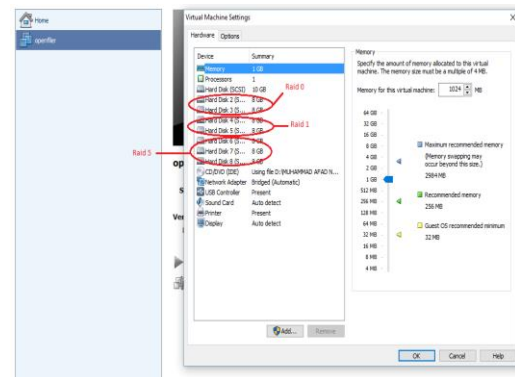 Home
openfiler
Virtual Machine Settings
Hardware Options
Device Summary
Memory 1 GB
Processors 1
Hard Disk (SCSI) 10 GB
Hard Disk 2 (S... 8 GB
Hard Disk 3 (S... 8 GB
Hard Disk 4 (S... 8 GB
Hard Disk 5 (S... 8 GB
Hard Disk 6 (S... 8 GB
Hard Disk 7 (S... 8 GB
Hard Disk 8 (S... 8 GB
CD/DVD (IDE) Using file D:\MUHAMMAD AFAD N...
Network Adapter Bridged (Automatic)
USB Controller Present
Sound Card Auto detect
Printer Present
Display Auto detect
Raid 0
Raid 1
Raid 5
Add... Remove
Memory
Specify the amount of memory allocated to this virtual
machine. The memory size must be a multiple of 4 MB.
Memory for this virtual machine: 1024 MB
64 GB
32 GB
16 GB
8 GB
4 GB
2 GB
1 GB
512 MB
256 MB
128 MB
64 MB
32 MB
16 MB
8 MB
4 MB
Maximum recommended memory
(Memory swapping may
occur beyond this size.)
2984 MB
Recommended memory
256 MB
Guest OS recommended minimum
32 MB
OK Cancel Help